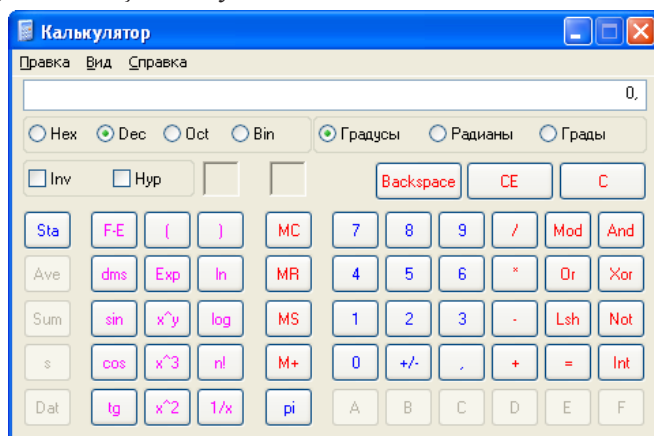 Калькулятор
Правка Вид Справка
0,
Hex Dec Oct Bin Градусы Радианы Грады
Inv Hyp Backspace CE C
Sta F-E ( ) MC 7 8 9 / Mod And
Ave dms Exp ln MR 4 5 6 * Or Xor
Sum sin x^y log MS 1 2 3 - Lsh Not
s cos x^3 n! M+ 0 +/- , + = Int
Dat tg x^2 1/x pi A B C D E F